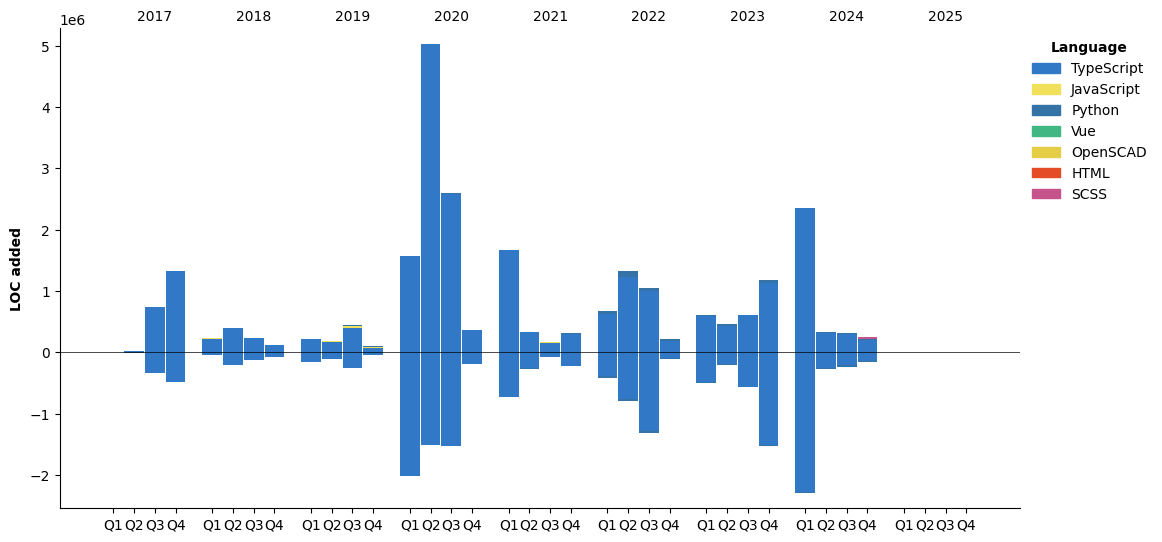 1e6
2017 2018 2019 2020 2021 2022 2023 2024 2025
5
4
3
2
1
0
−1
−2
LOC added
Q1 Q2 Q3 Q4 Q1 Q2 Q3 Q4 Q1 Q2 Q3 Q4 Q1 Q2 Q3 Q4 Q1 Q2 Q3 Q4 Q1 Q2 Q3 Q4 Q1 Q2 Q3 Q4 Q1 Q2 Q3 Q4 Q1 Q2 Q3 Q4
Language
TypeScript
JavaScript
Python
Vue
OpenSCAD
HTML
SCSS